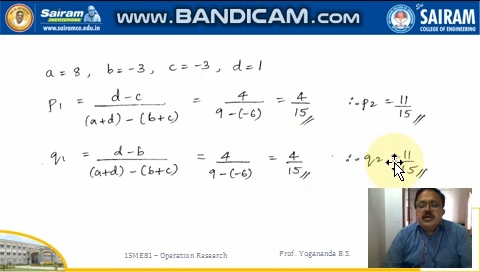 Sairam
INSTITUTIONS
www.sairamce.edu.in
WWW.BANDICAM.COM
SAIRAM
COLLEGE OF ENGINEERING
a = 8, b = -3, c = -3, d = 1
p1 = d-c / (a+d) - (b+c) = 4 / 9-(-6) = 4/15 ∴ p2 = 11/15
q1 = d-b / (a+d) - (b+c) = 4 / 9-(-6) = 4/15 ∴ q2 = 11/15
15ME81 – Operation Research
Prof. Yogananda B.S.